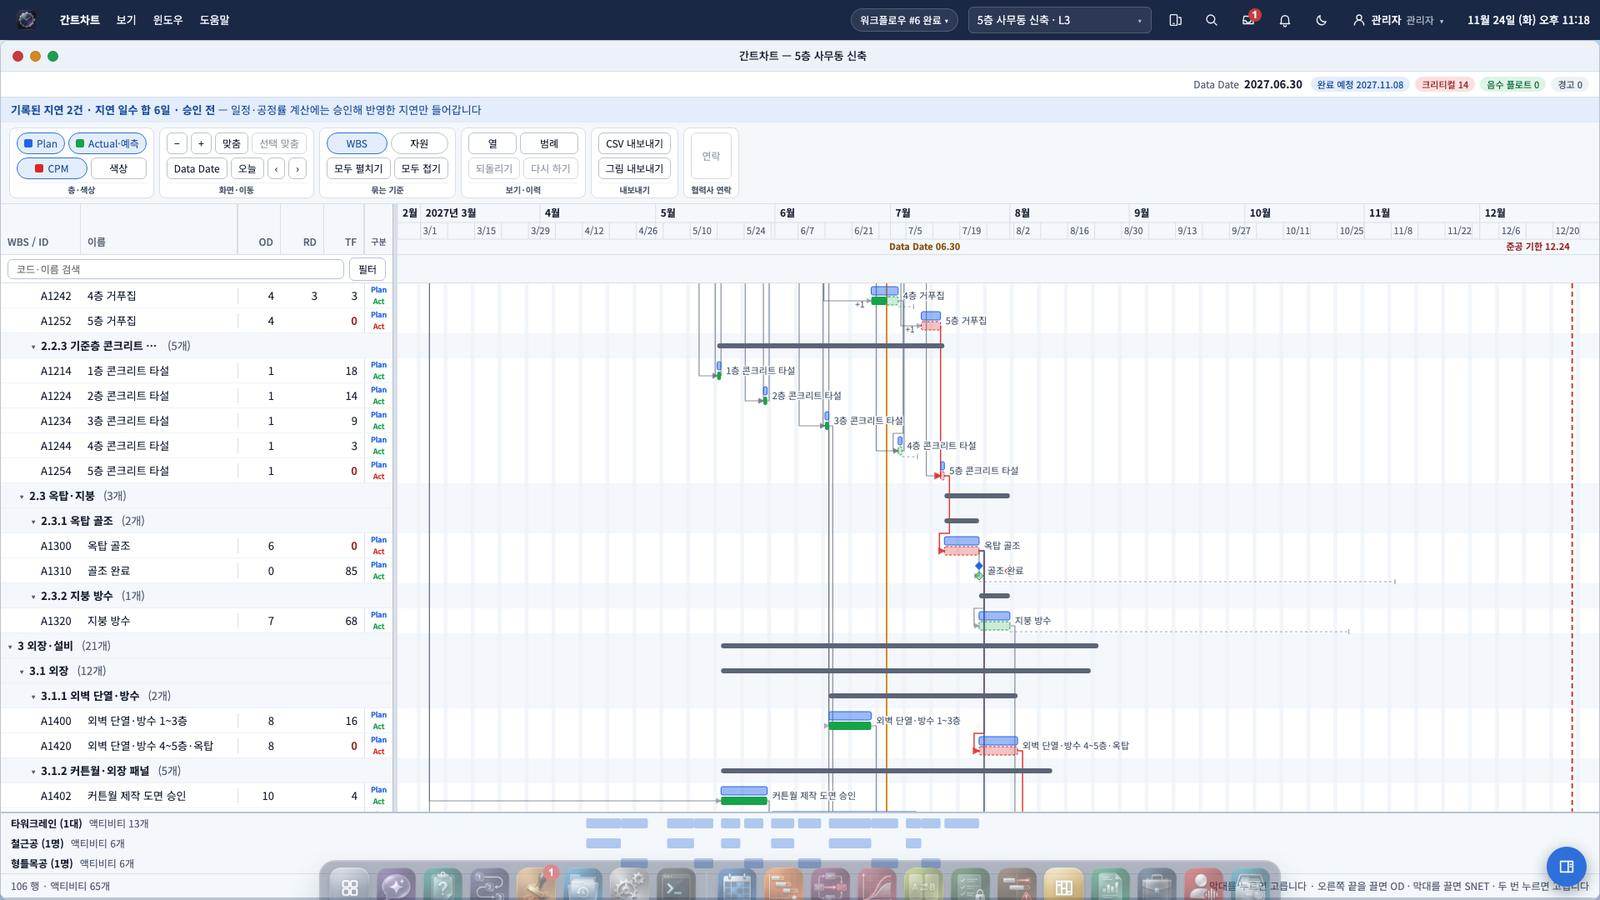 간트차트 보기 윈도우 도움말 워크플로우 #6 완료 5층 사무동 신축 · L3 1 관리자 관리자 11월 24일 (화) 오후 11:18
간트차트 — 5층 사무동 신축
Data Date 2027.06.30 완료 예정 2027.11.08 크리티컬 14 음수 플로트 0 경고 0
기록된 지연 2건 · 지연 일수 합 6일 · 승인 전 — 일정·공정률 계산에는 승인해 반영한 지연만 들어갑니다
Plan Actual·예측 − + 맞춤 선택 맞춤 WBS 자원 열 범례 CSV 내보내기 연락
CPM 색상 Data Date 오늘 ‹ › 모두 펼치기 모두 접기 되돌리기 다시 하기 그림 내보내기
층·색상 화면·이동 묶는 기준 보기·이력 내보내기 협력사 연락
2월 2027년 3월 4월 5월 6월 7월 8월 9월 10월 11월 12월
3/1 3/15 3/29 4/12 4/26 5/10 5/24 6/7 6/21 7/5 7/19 8/2 8/16 8/30 9/13 9/27 10/11 10/25 11/8 11/22 12/6 12/20
WBS / ID 이름 OD RD TF 구분 Data Date 06.30 준공 기한 12.24
코드·이름 검색 필터
A1242 4층 거푸집 4 3 3 Plan Act +1 4층 거푸집
A1252 5층 거푸집 4 0 Plan Act +1 5층 거푸집
2.2.3 기준층 콘크리트 ··· (5개)
A1214 1층 콘크리트 타설 1 18 Plan Act 1층 콘크리트 타설
A1224 2층 콘크리트 타설 1 14 Plan Act 2층 콘크리트 타설
A1234 3층 콘크리트 타설 1 9 Plan Act 3층 콘크리트 타설
A1244 4층 콘크리트 타설 1 3 Plan Act 4층 콘크리트 타설
A1254 5층 콘크리트 타설 1 0 Plan Act 5층 콘크리트 타설
2.3 옥탑·지붕 (3개)
2.3.1 옥탑 골조 (2개)
A1300 옥탑 골조 6 0 Plan Act 옥탑 골조
A1310 골조 완료 0 85 Plan Act 골조 완료
2.3.2 지붕 방수 (1개)
A1320 지붕 방수 7 68 Plan Act 지붕 방수
3 외장·설비 (21개)
3.1 외장 (12개)
3.1.1 외벽 단열·방수 (2개)
A1400 외벽 단열·방수 1~3층 8 16 Plan Act 외벽 단열·방수 1~3층
A1420 외벽 단열·방수 4~5층·옥탑 8 0 Plan Act 외벽 단열·방수 4~5층·옥탑
3.1.2 커튼월·외장 패널 (5개)
A1402 커튼월 제작 도면 승인 10 4 Plan Act 커튼월 제작 도면 승인
타워크레인 (1대) 액티비티 13개
철근공 (1명) 액티비티 6개
형틀목공 (1명) 액티비티 6개
1
106 행 · 액티비티 65개 막대를 누르면 고릅니다 · 오른쪽 끝을 끌면 OD · 막대를 끌면 SNET · 두 번 누르면